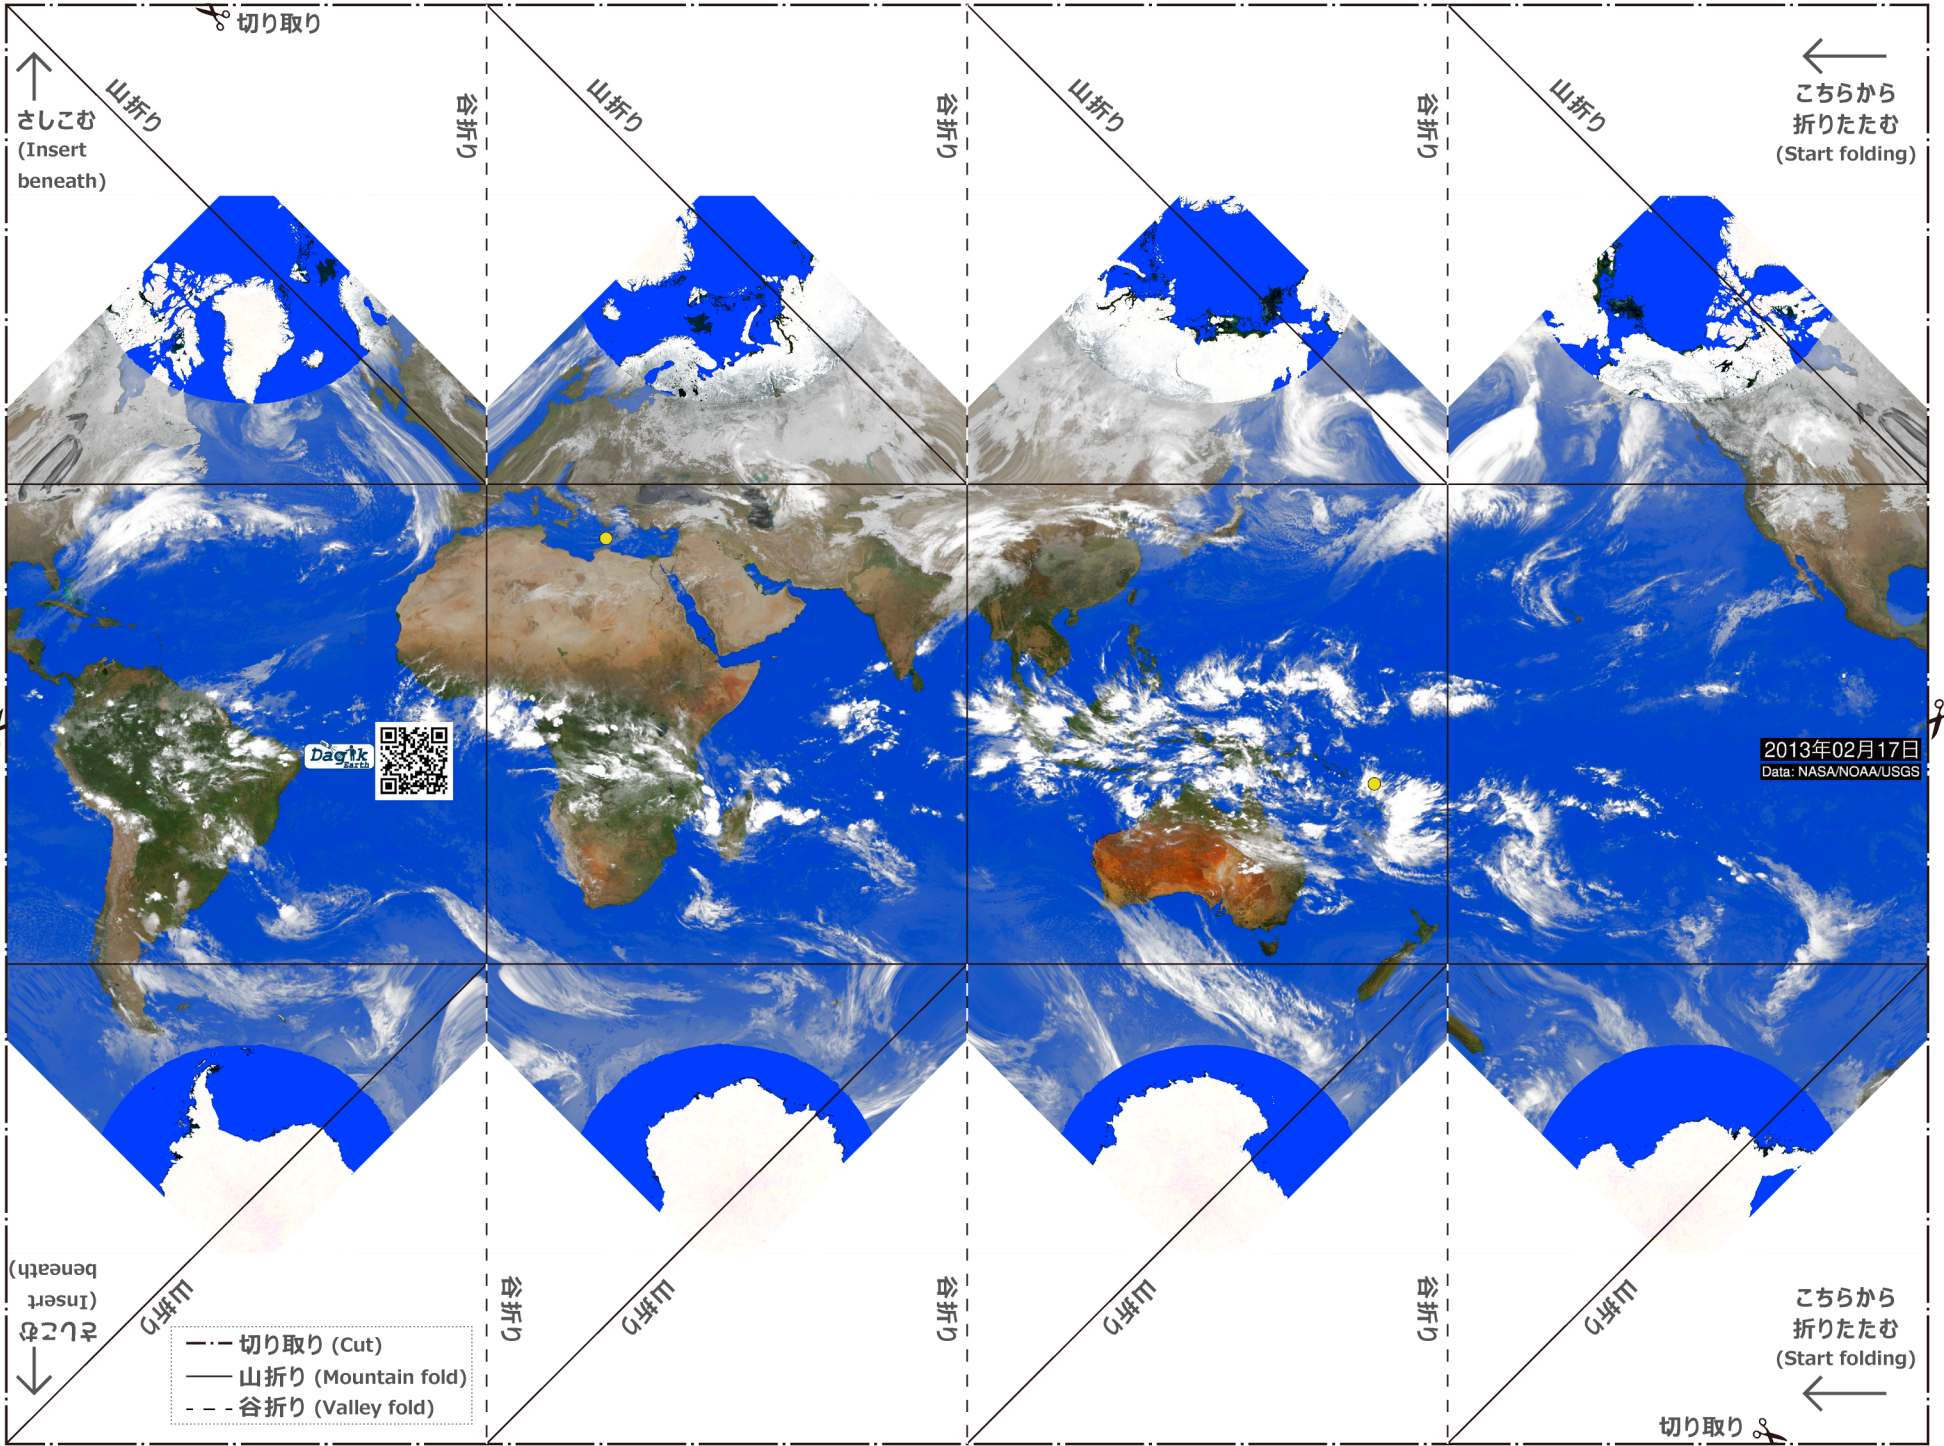 切り取り
山折り
谷折り
山折り
谷折り
山折り
谷折り
山折り
こちらから
折りたたむ
(Start folding)
さしこむ
(Insert
beneath)
Dagik
Earth
2013年02月17日
Data: NASA/NOAA/USGS
さしこむ
(Insert
beneath)
山折り
谷折り
山折り
谷折り
山折り
谷折り
山折り
こちらから
折りたたむ
(Start folding)
切り取り (Cut)
山折り (Mountain fold)
谷折り (Valley fold)
切り取り